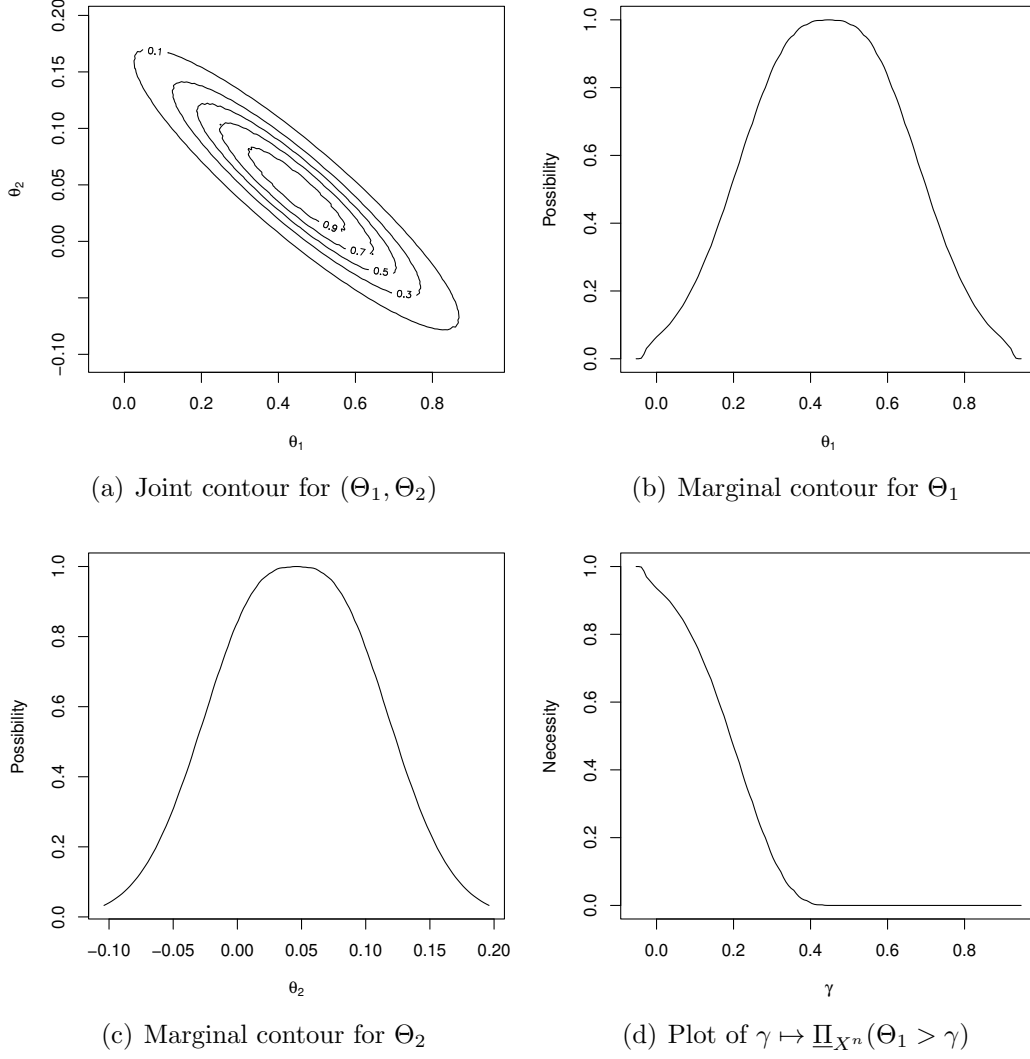 0.20
0.15
0.10
0.05
0.00
−0.10
θ2
0.1
0.9
0.7
0.5
0.3
0.0 0.2 0.4 0.6 0.8
θ1
(a) Joint contour for (Θ1, Θ2)
1.0
0.8
0.6
0.4
0.2
0.0
Possibility
0.0 0.2 0.4 0.6 0.8
θ1
(b) Marginal contour for Θ1
1.0
0.8
0.6
0.4
0.2
0.0
Possibility
−0.10 −0.05 0.00 0.05 0.10 0.15 0.20
θ2
(c) Marginal contour for Θ2
1.0
0.8
0.6
0.4
0.2
0.0
Necessity
0.0 0.2 0.4 0.6 0.8
γ
(d) Plot of γ ↦ Π̲Xⁿ(Θ1 > γ)